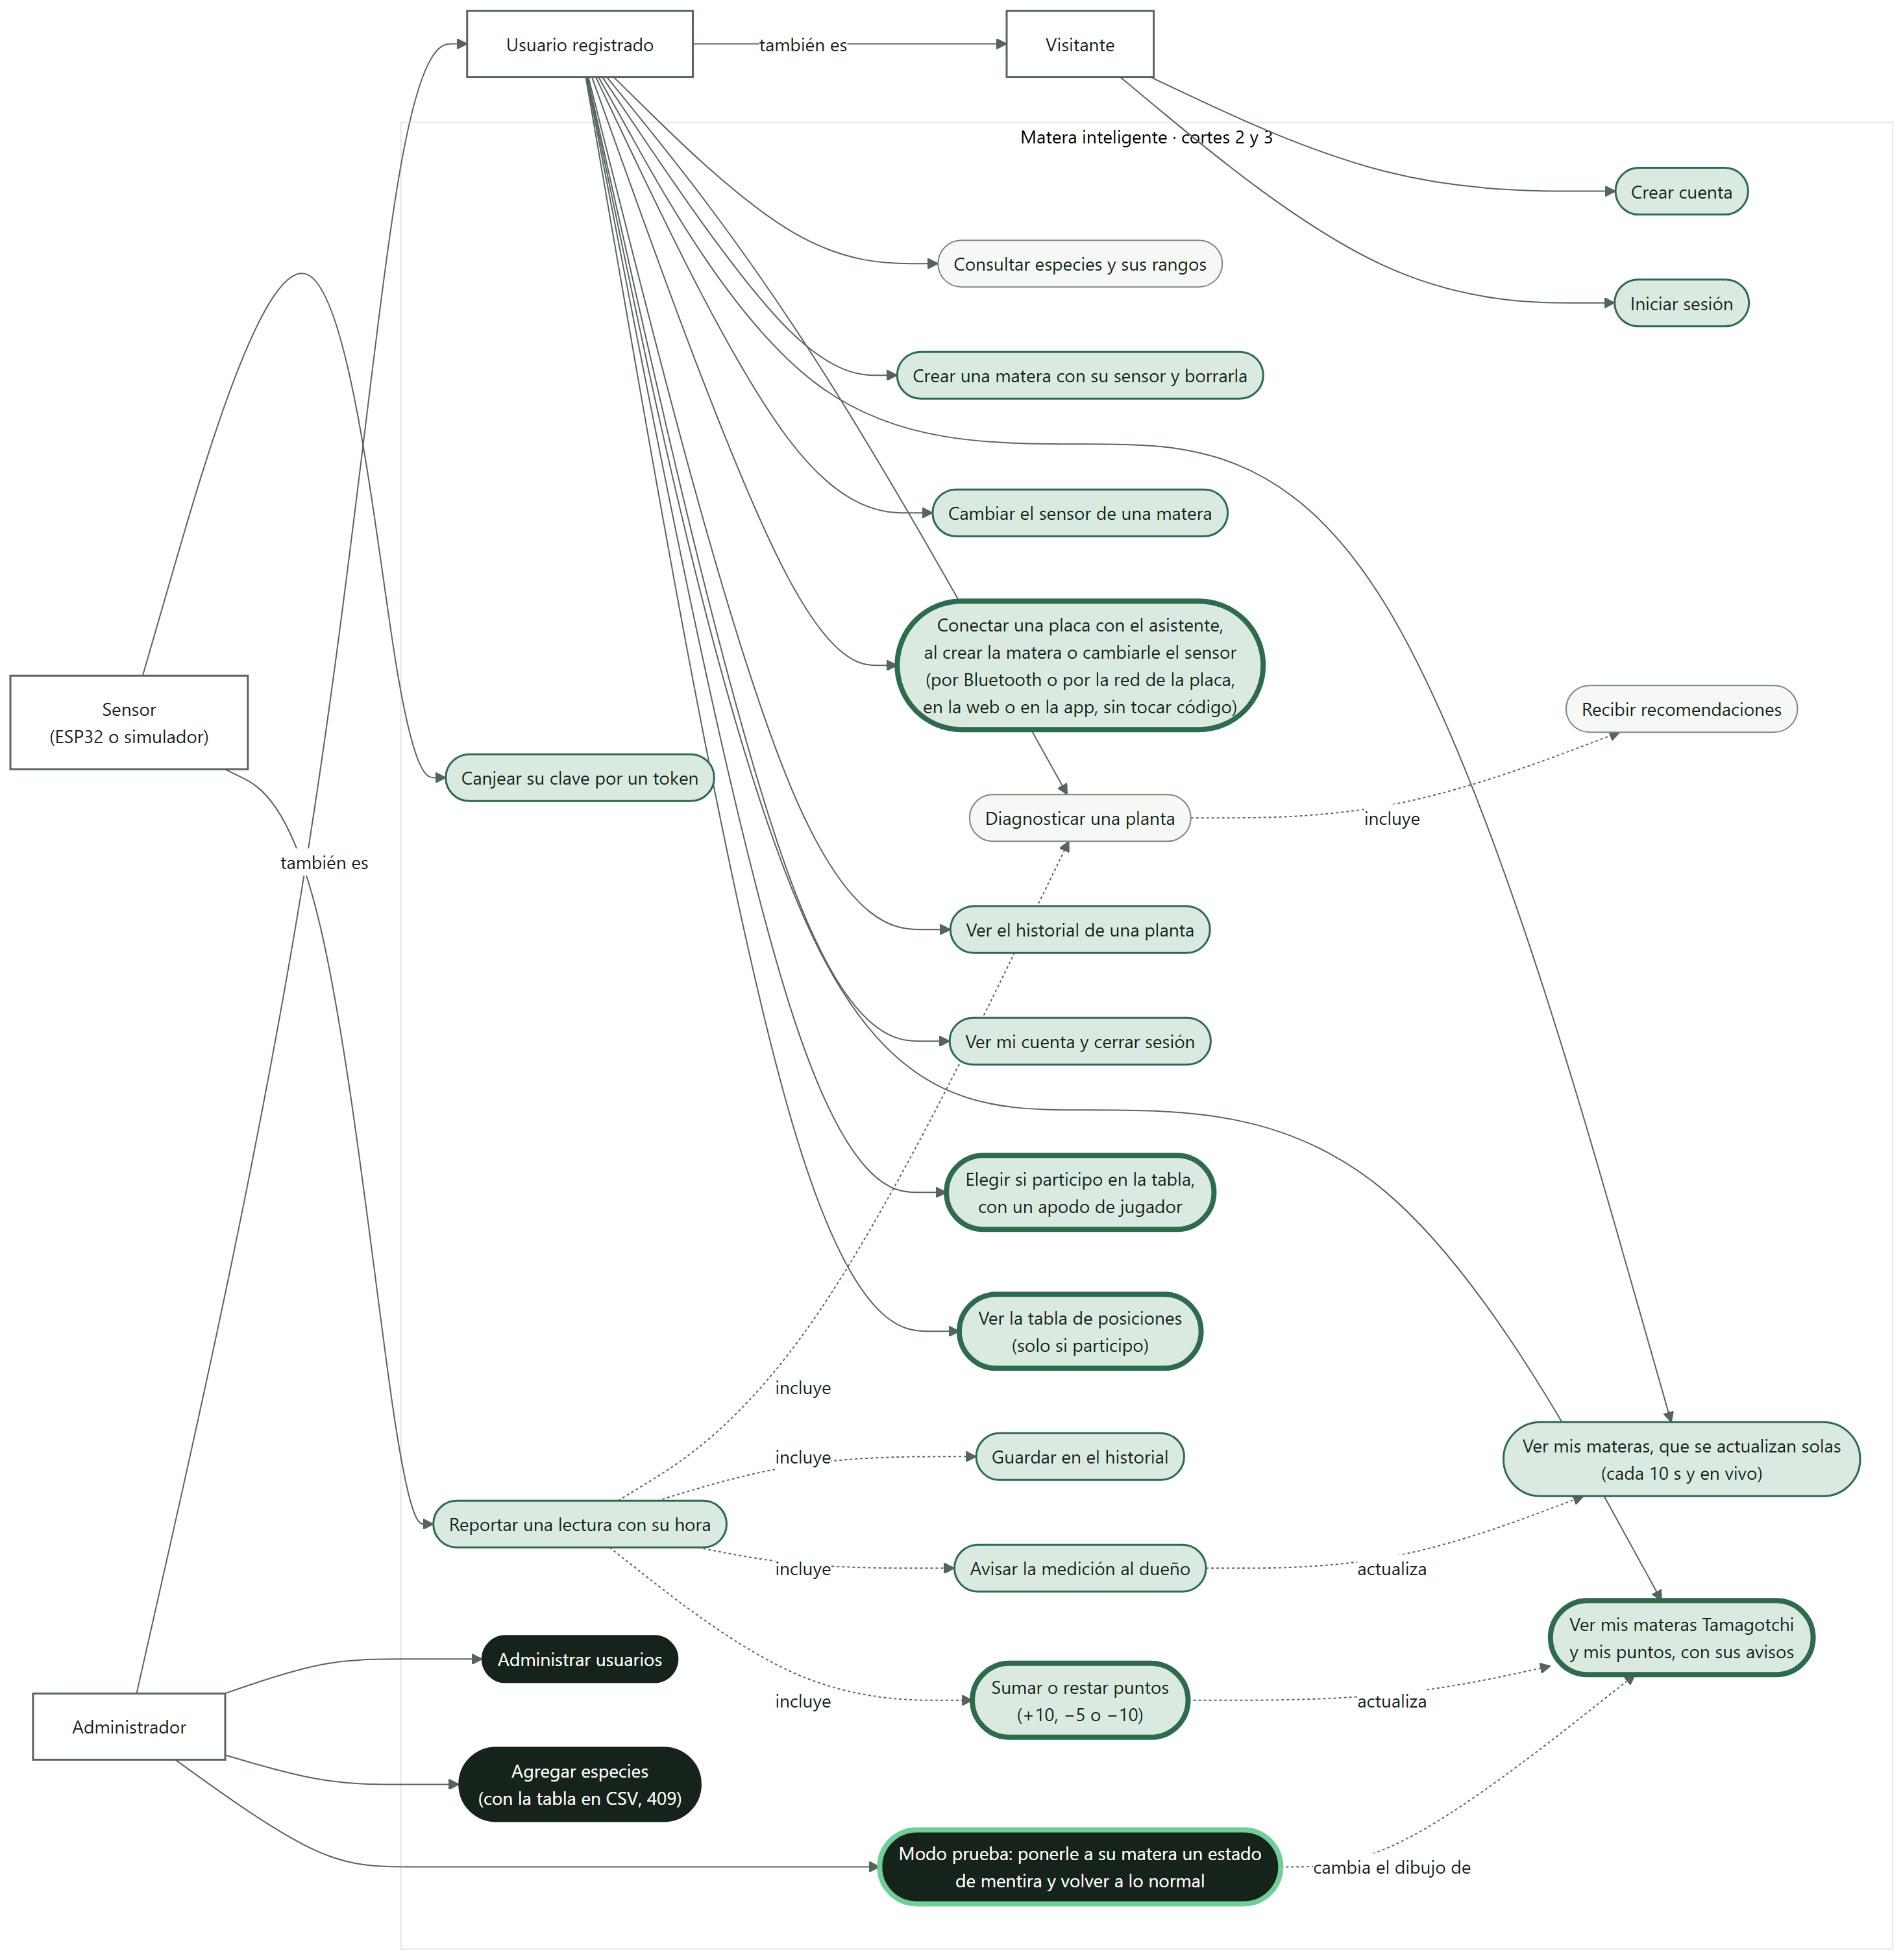 Usuario registrado
también es
Visitante
Matera inteligente · cortes 2 y 3
Crear cuenta
Consultar especies y sus rangos
Iniciar sesión
Crear una matera con su sensor y borrarla
Cambiar el sensor de una matera
Conectar una placa con el asistente,
al crear la matera o cambiarle el sensor
(por Bluetooth o por la red de la placa,
en la web o en la app, sin tocar código)
Sensor
(ESP32 o simulador)
Recibir recomendaciones
Canjear su clave por un token
Diagnosticar una planta
incluye
también es
Ver el historial de una planta
Ver mi cuenta y cerrar sesión
Elegir si participo en la tabla,
con un apodo de jugador
Ver la tabla de posiciones
(solo si participo)
incluye
incluye
Guardar en el historial
Ver mis materas, que se actualizan solas
(cada 10 s y en vivo)
Reportar una lectura con su hora
incluye
Avisar la medición al dueño
actualiza
Ver mis materas Tamagotchi
y mis puntos, con sus avisos
Administrar usuarios
incluye
Sumar o restar puntos
(+10, −5 o −10)
actualiza
Administrador
Agregar especies
(con la tabla en CSV, 409)
Modo prueba: ponerle a su matera un estado
de mentira y volver a lo normal
cambia el dibujo de